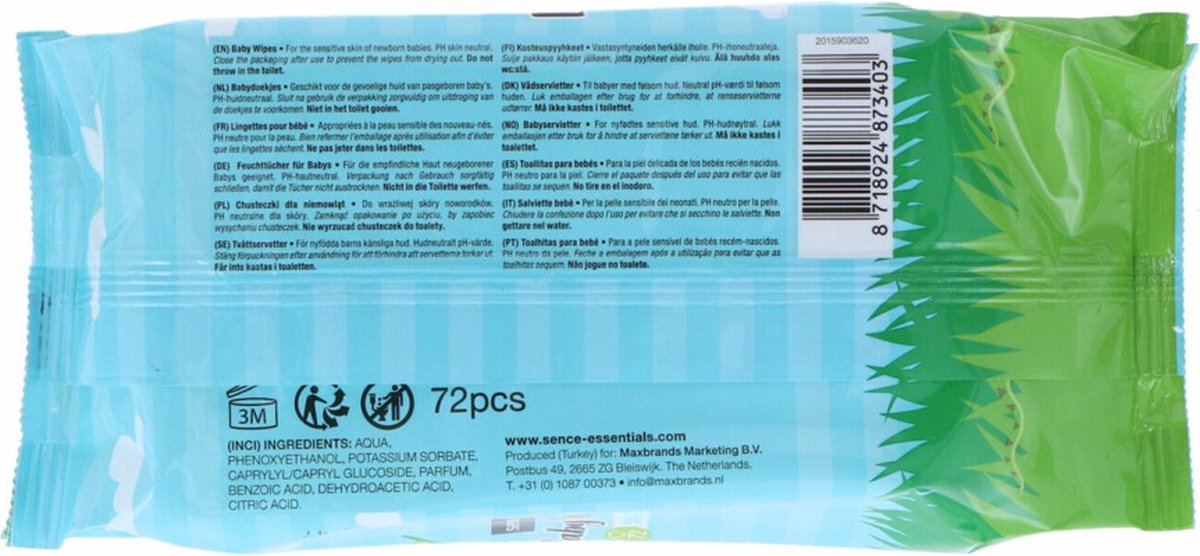 (EN) Baby Wipes • For the sensitive skin of newborn babies. PH skin neutral.
Close the packaging after use to prevent the wipes from drying out. Do not
throw in the toilet.
(NL) Babydoekjes • Geschikt voor de gevoelige huid van pasgeboren baby's.
PH-huidneutral. Sluit na gebruik de verpakking zorgvuldig om uitdroging van
de doekjes te voorkomen. Niet in het toilet gooien.
(FR) Lingettes pour bébé • Appropriées à la peau sensible des nouveau-nés.
PH neutre pour la peau. Bien refermer l'emballage après utilisation afin d'éviter
que les lingettes sèchent. Ne pas jeter dans les toilettes.
(DE) Feuchttücher für Babys • Für die empfindliche Haut neugeborener
Babys geeignet. PH-hautneutral. Verpackung nach Gebrauch sorgfältig
schließen, damit die Tücher nicht austrocknen. Nicht in die Toilette werfen.
(PL) Chusteczki dla niemowląt • Do wrażliwej skóry noworodków.
PH neutralne dla skóry. Zamknąć opakowanie po użyciu, by zapobiec
wysychaniu chusteczek. Nie wyrzucać chusteczek do toalety.
(SE) Tvättservetter • För nyfödda barns känsliga hud. Hudneutralt pH-värde.
Stäng förpackningen efter användning för att förhindra att servetterna torkar ut.
Får inte kastas i toaletten.
(FI) Kosteuspyyhkeet • Vastasyntyneiden herkälle iholle. PH-ihoneutraaleja.
Sulje pakkaus käytön jälkeen, jotta pyyhkeet eivät kuivu. Älä huuhdo alas
wc:stä.
(DK) Vådservietter • Til babyer med følsom hud. Neutral pH-værdi til følsom
huden. Luk emballagen efter brug for at forhindre, at renseservietterne
udtørrer. Må ikke kastes i toilettet.
(NO) Babyservietter • For nyfødtes sensitive hud. PH-hudnøytral. Lukk
emballasjen etter bruk for å hindre at serviettene tørker ut. Må ikke kastes i
toalettet.
(ES) Toallitas para bebés • Para la piel delicada de los bebés recién nacidos.
PH neutro para la piel. Cierre el paquete después del uso para evitar que las
toallitas se sequen. No tire en el inodoro.
(IT) Salviette bebé • Per la pelle sensibile dei neonati. PH neutro per la pelle.
Chiudere la confezione dopo l'uso per evitare che si secchino le salviette. Non
gettare nel water.
(PT) Toalhitas para bebé • Para a pele sensível de bebés recém-nascidos.
PH neutro da pele. Feche a embalagem após a utilização para evitar que as
toalhitas sequem. Não jogue no toalete.
2015903620
8 718924 873403
3M
72pcs
(INCI) INGREDIENTS: AQUA,
PHENOXYETHANOL, POTASSIUM SORBATE,
CAPRYLYL/CAPRYL GLUCOSIDE, PARFUM,
BENZOIC ACID, DEHYDROACETIC ACID,
CITRIC ACID.
www.sence-essentials.com
Produced (Turkey) for: Maxbrands Marketing B.V.
Postbus 49, 2665 ZG Bleiswijk. The Netherlands.
T. +31 (0) 1087 00373 • info@maxbrands.nl